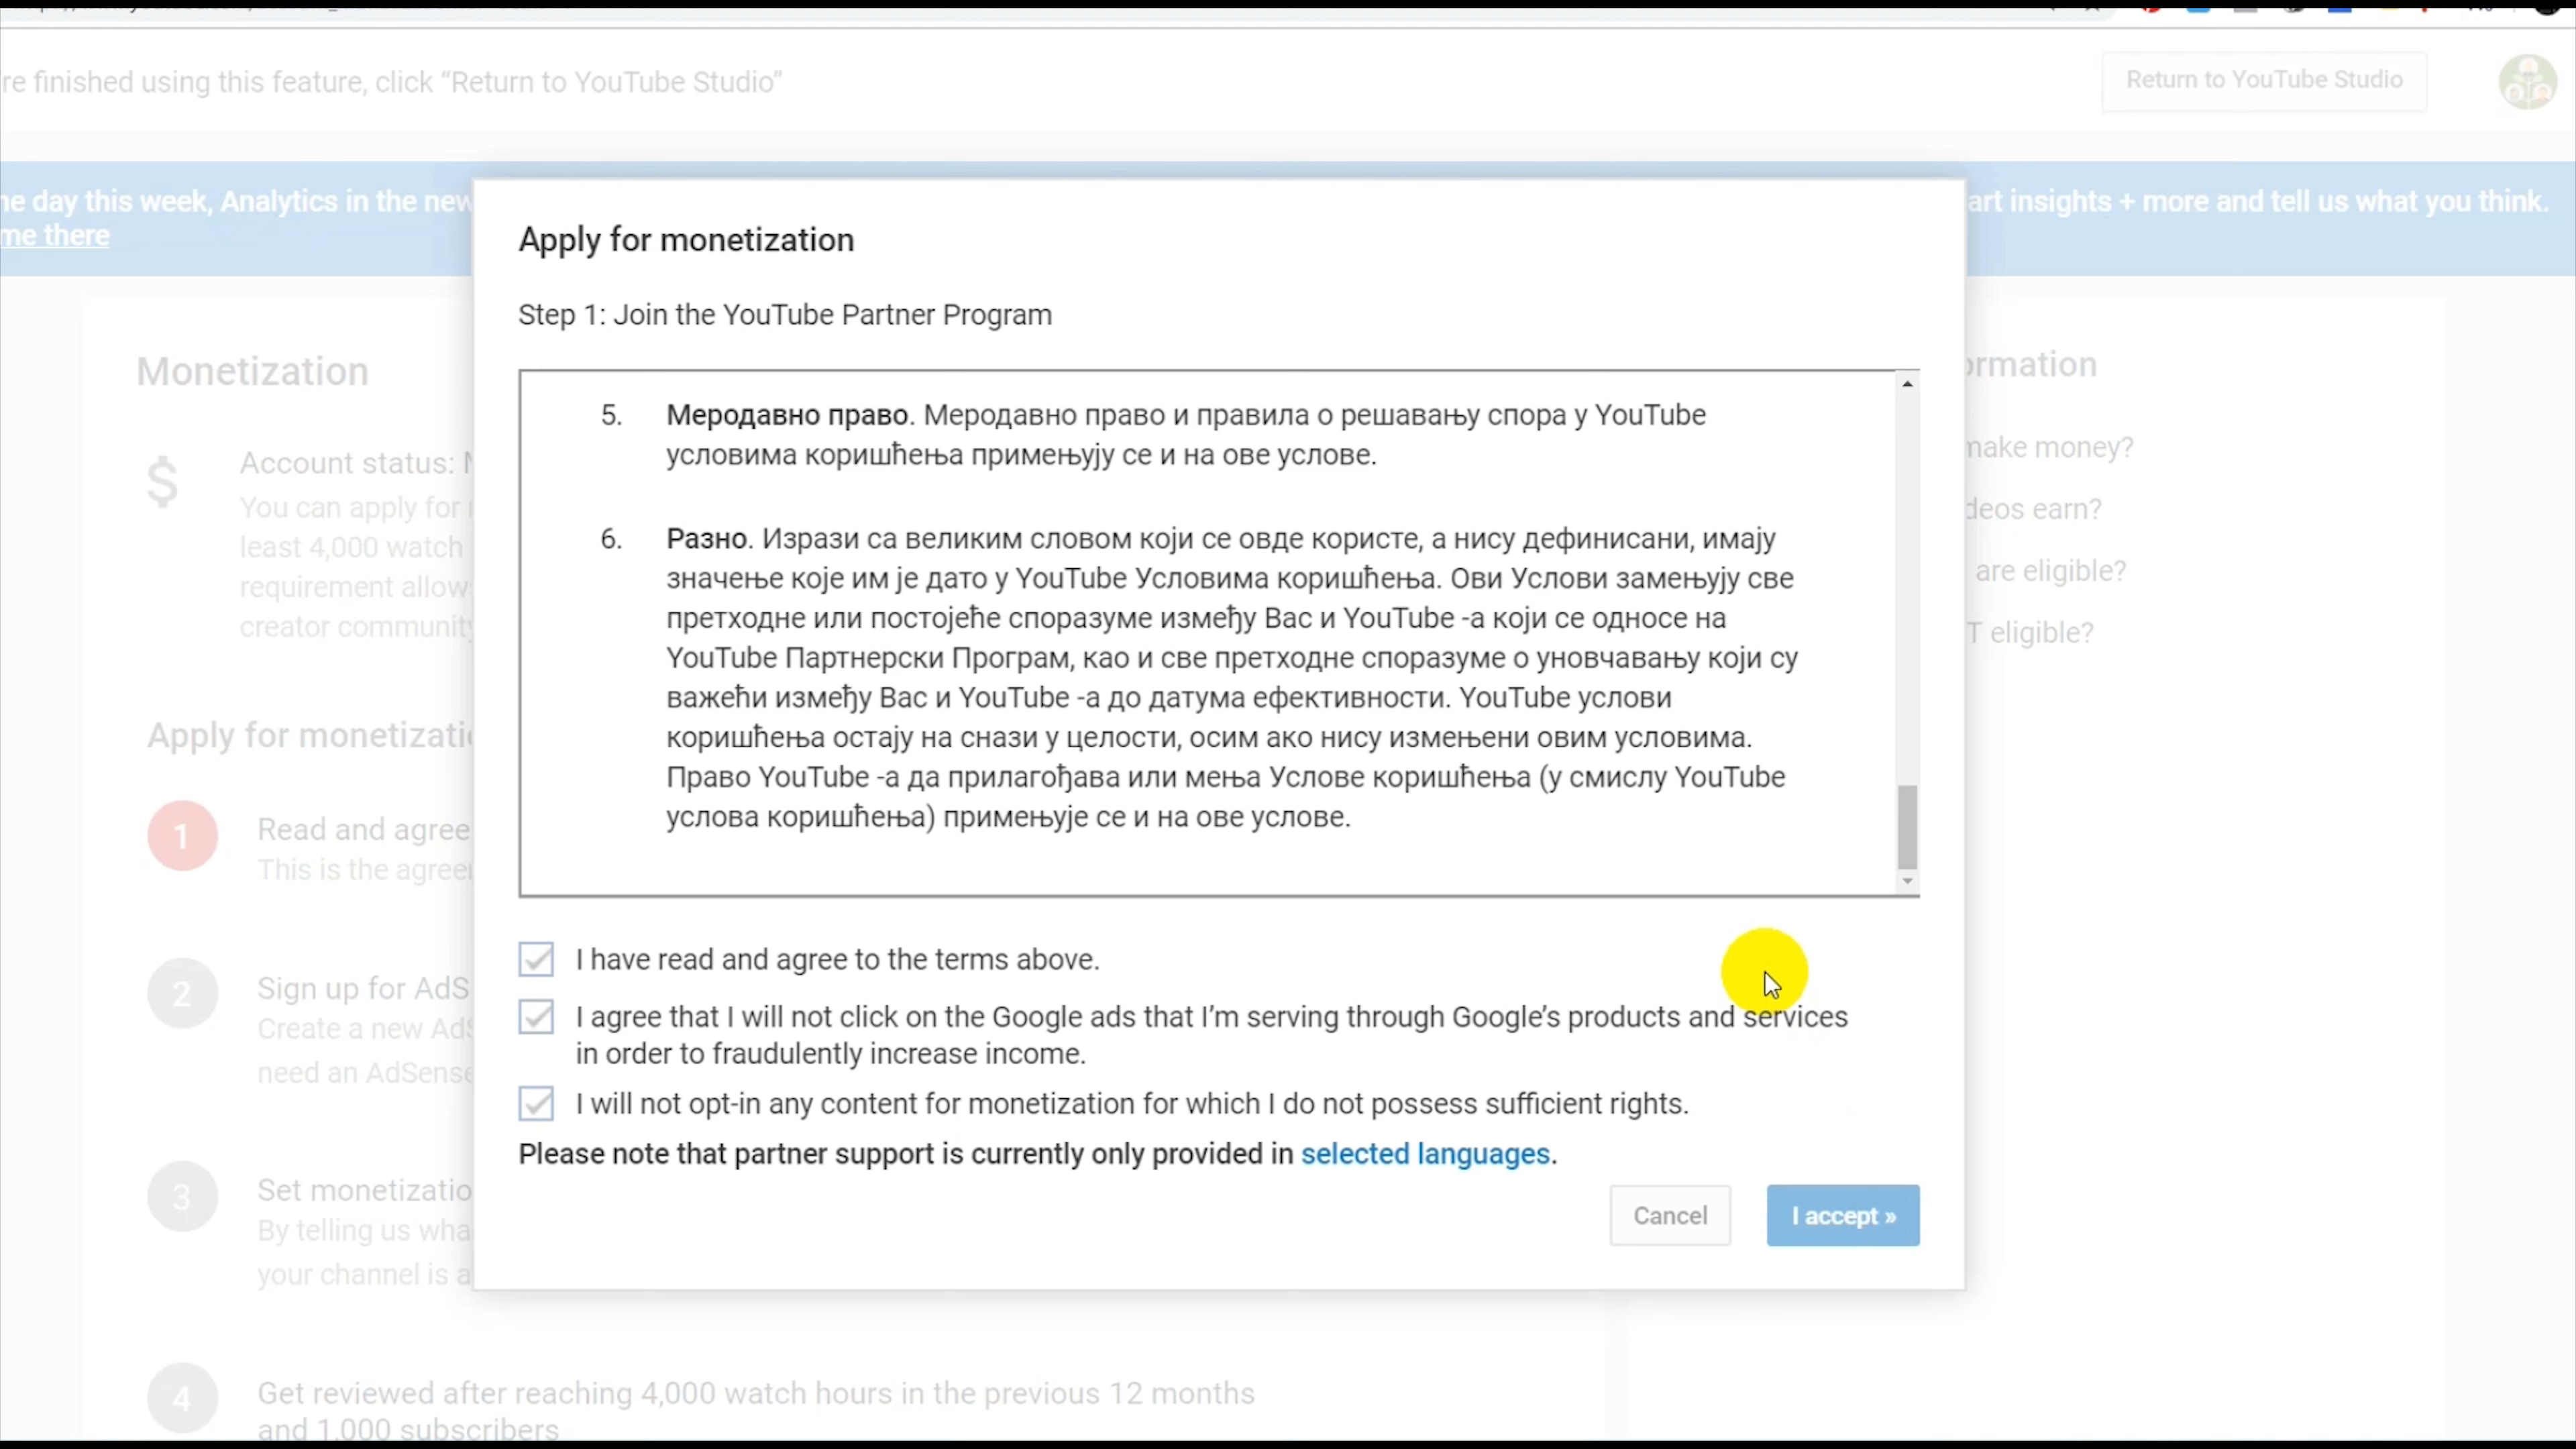 re finished using this feature, click “Return to YouTube Studio”
Return to YouTube Studio
ne day this week, Analytics in the new
art insights + more and tell us what you think.
me there
Apply for monetization
Step 1: Join the YouTube Partner Program
5. Меродавно право. Меродавно право и правила о решавању спора у YouTube
условима коришћења примењују се и на ове услове.
6. Разно. Изрази са великим словом који се овде користе, а нису дефинисани, имају
значење које им је дато у YouTube Условима коришћења. Ови Услови замењују све
претходне или постојеће споразуме између Вас и YouTube -а који се односе на
YouTube Партнерски Програм, као и све претходне споразуме о уновчавању који су
важећи између Вас и YouTube -а до датума ефективности. YouTube услови
коришћења остају на снази у целости, осим ако нису измењени овим условима.
Право YouTube -а да прилагођава или мења Услове коришћења (у смислу YouTube
услова коришћења) примењује се и на ове услове.
I have read and agree to the terms above.
I agree that I will not click on the Google ads that I’m serving through Google’s products and services
in order to fraudulently increase income.
I will not opt-in any content for monetization for which I do not possess sufficient rights.
Please note that partner support is currently only provided in selected languages.
Cancel
I accept »
Monetization
$
Account status:
You can apply for
least 4,000 watch
requirement allow
creator community
Apply for monetizati
1
Read and agree
This is the agree
2
Sign up for AdS
Create a new AdS
need an AdSense
3
Set monetizatio
By telling us wha
your channel is a
4
Get reviewed after reaching 4,000 watch hours in the previous 12 months
and 1,000 subscribers
ormation
make money?
deos earn?
are eligible?
T eligible?